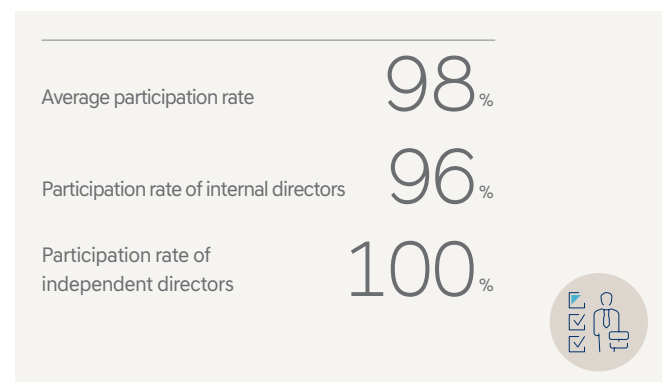 Average participation rate 98%
Participation rate of internal directors 96%
Participation rate of
independent directors 100%